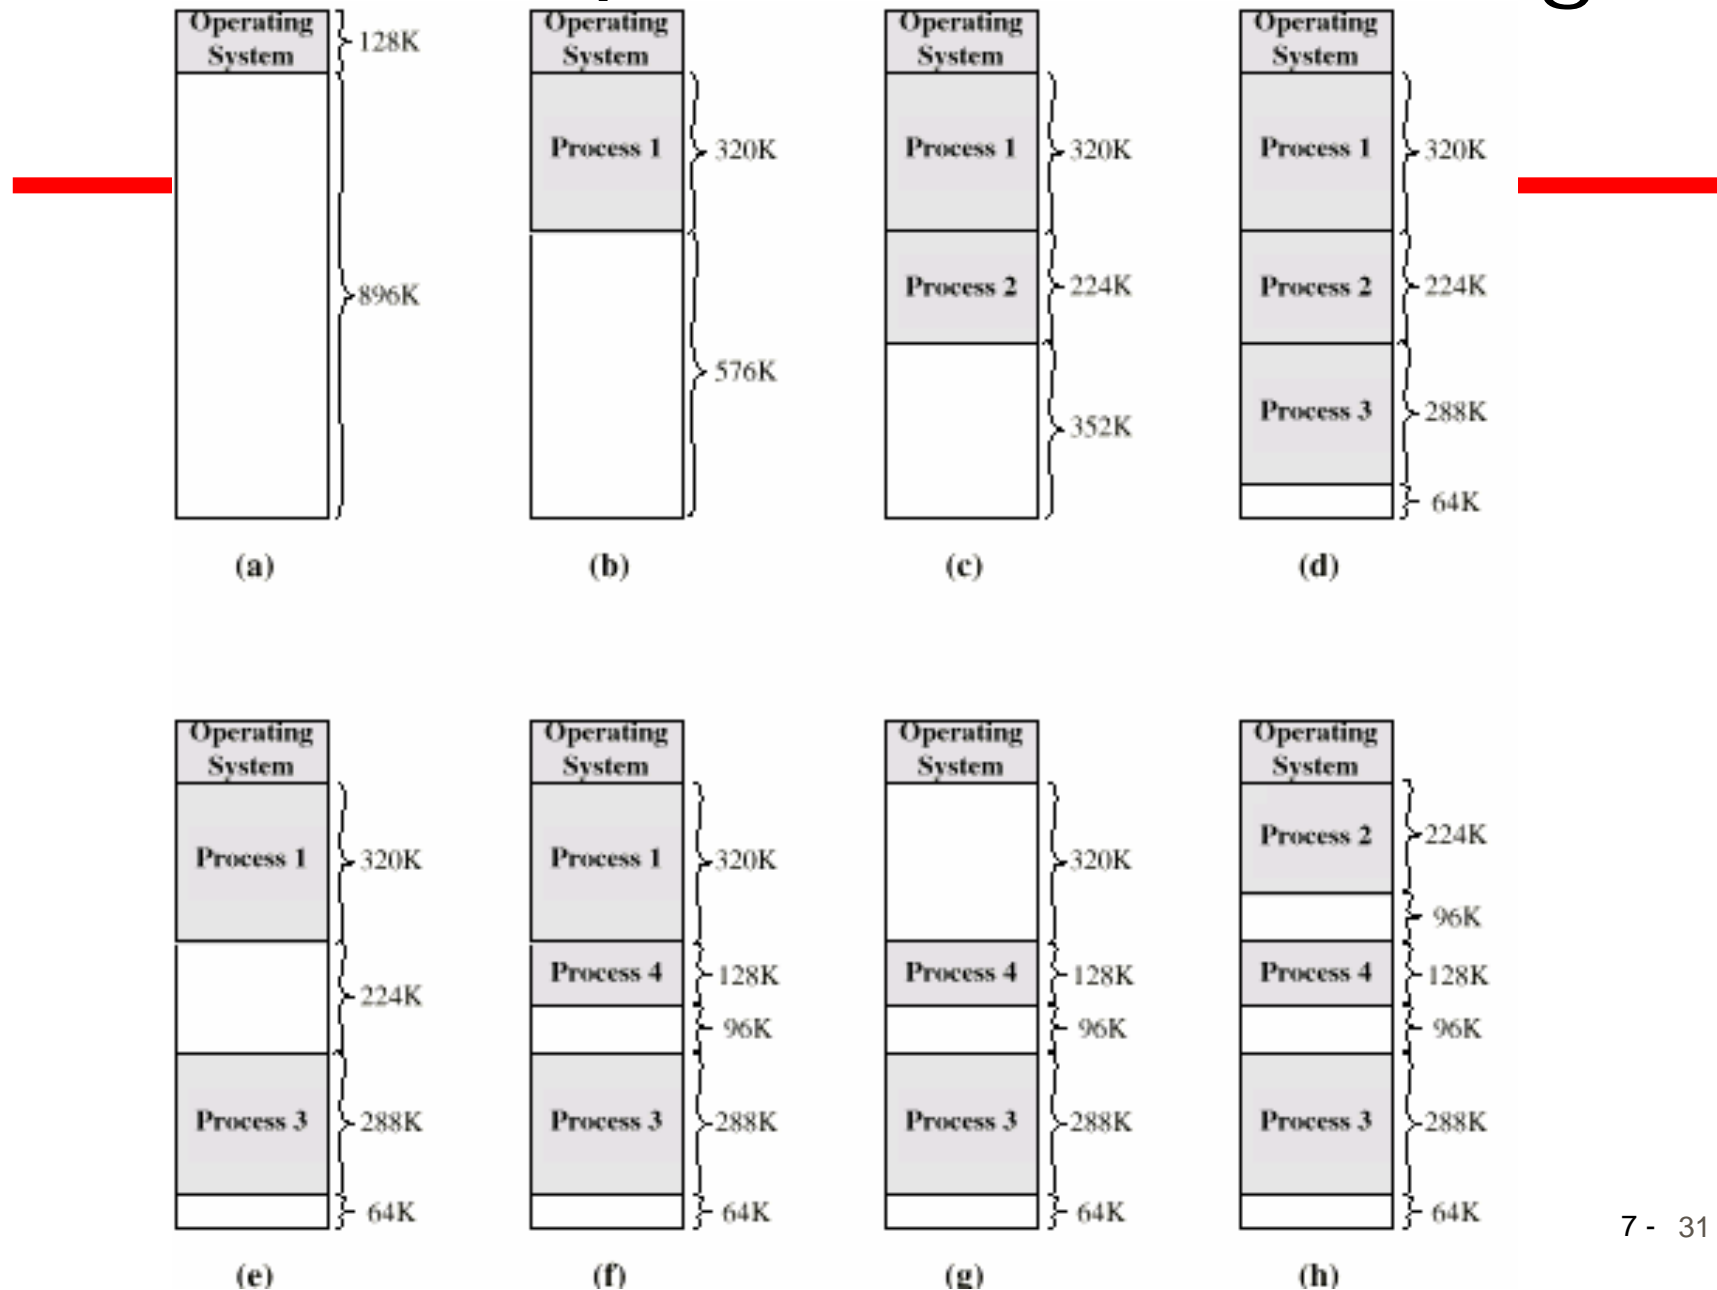 Operating
System
128K
896K
(a)
Operating
System
Process 1
320K
576K
(b)
Operating
System
Process 1
320K
Process 2
224K
352K
(c)
Operating
System
Process 1
320K
Process 2
224K
Process 3
288K
64K
(d)
Operating
System
Process 1
320K
224K
Process 3
288K
64K
(e)
Operating
System
Process 1
320K
Process 4
128K
96K
Process 3
288K
64K
(f)
Operating
System
320K
Process 4
128K
96K
Process 3
288K
64K
(g)
Operating
System
Process 2
224K
96K
Process 4
128K
96K
Process 3
288K
64K
(h)
7 - 31